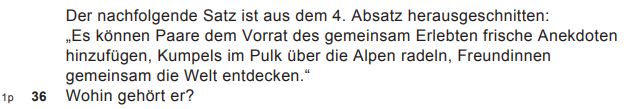 Der nachfolgende Satz ist aus dem 4. Absatz herausgeschnitten:
„Es können Paare dem Vorrat des gemeinsam Erlebten frische Anekdoten
hinzufügen, Kumpels im Pulk über die Alpen radeln, Freundinnen
gemeinsam die Welt entdecken.“
1p 36 Wohin gehört er?